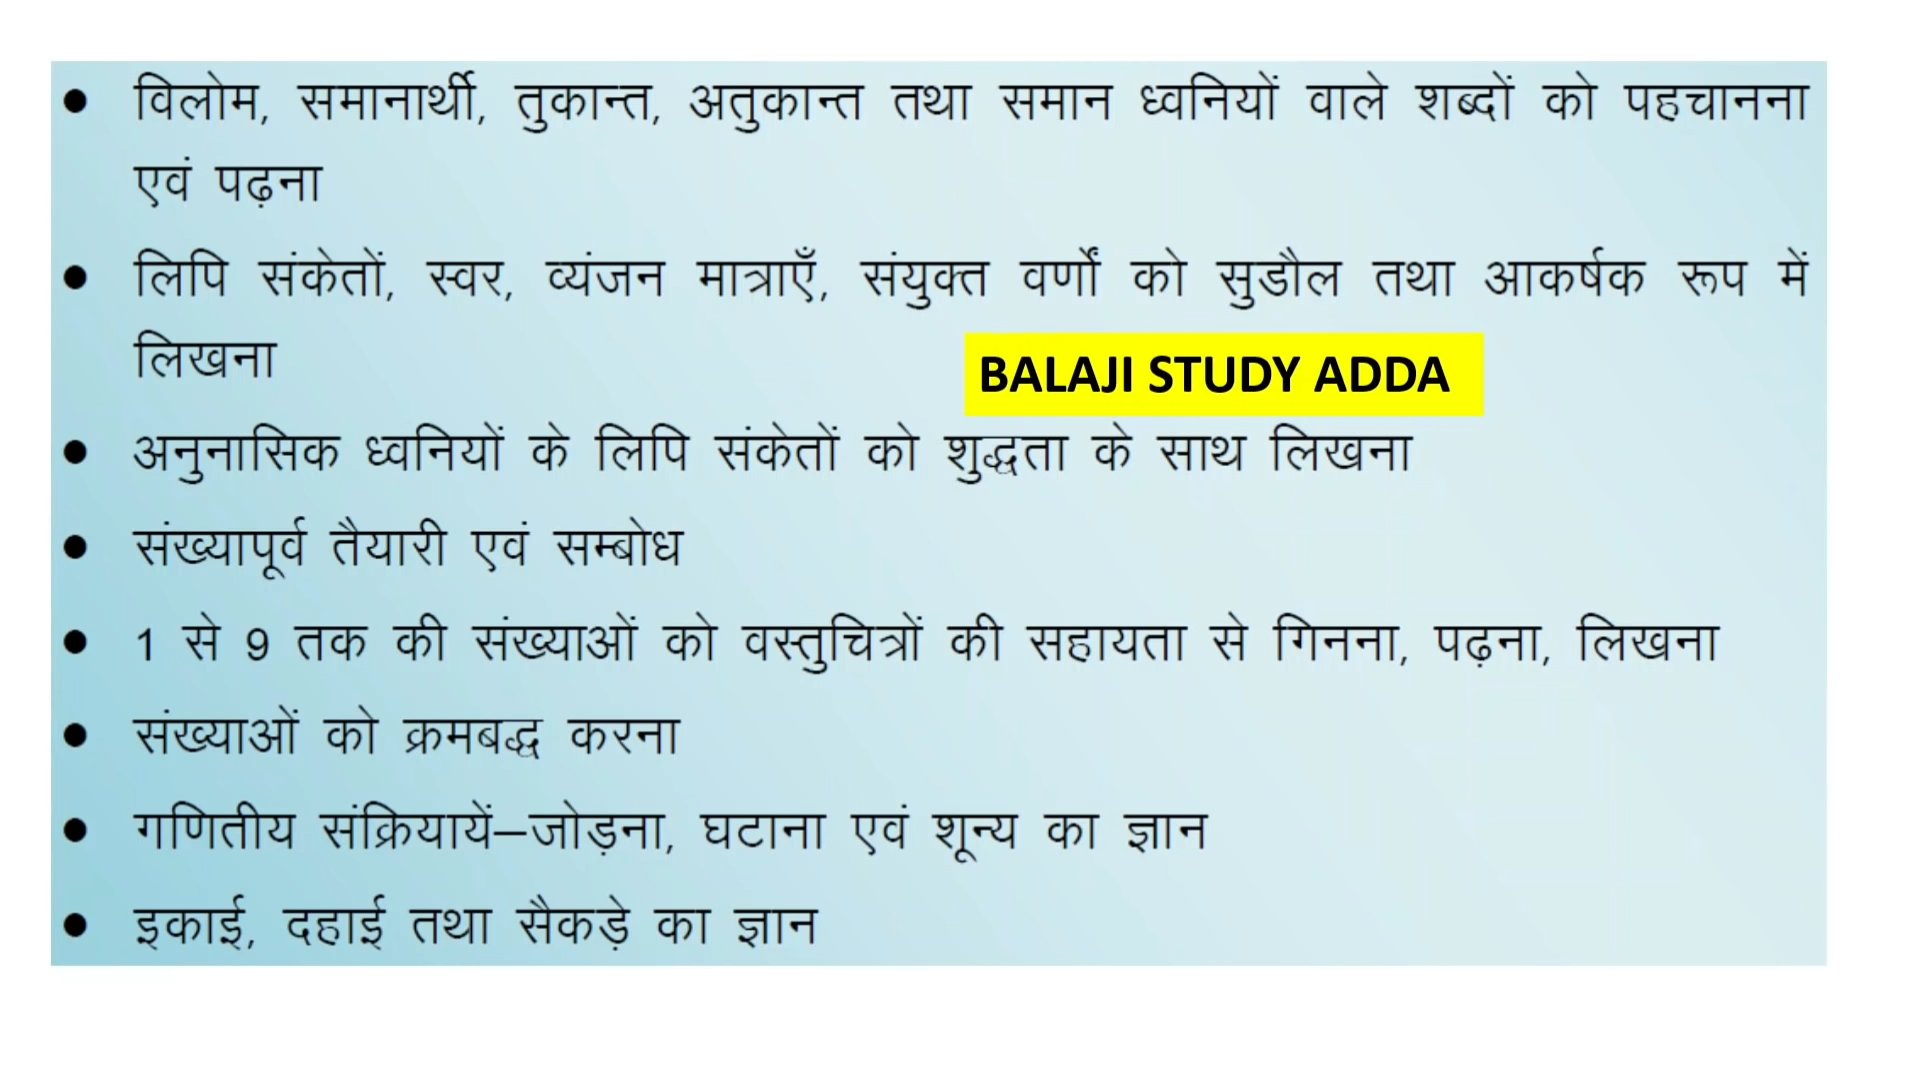 ● विलोम, समानार्थी, तुकान्त, अतुकान्त तथा समान ध्वनियों वाले शब्दों को पहचानना
एवं पढ़ना
● लिपि संकेतों, स्वर, व्यंजन मात्राएँ, संयुक्त वर्णों को सुडौल तथा आकर्षक रूप में
लिखना
BALAJI STUDY ADDA
● अनुनासिक ध्वनियों के लिपि संकेतों को शुद्धता के साथ लिखना
● संख्यापूर्व तैयारी एवं सम्बोध
● 1 से 9 तक की संख्याओं को वस्तुचित्रों की सहायता से गिनना, पढ़ना, लिखना
● संख्याओं को क्रमबद्ध करना
● गणितीय संक्रियायें–जोड़ना, घटाना एवं शून्य का ज्ञान
● इकाई, दहाई तथा सैकड़े का ज्ञान